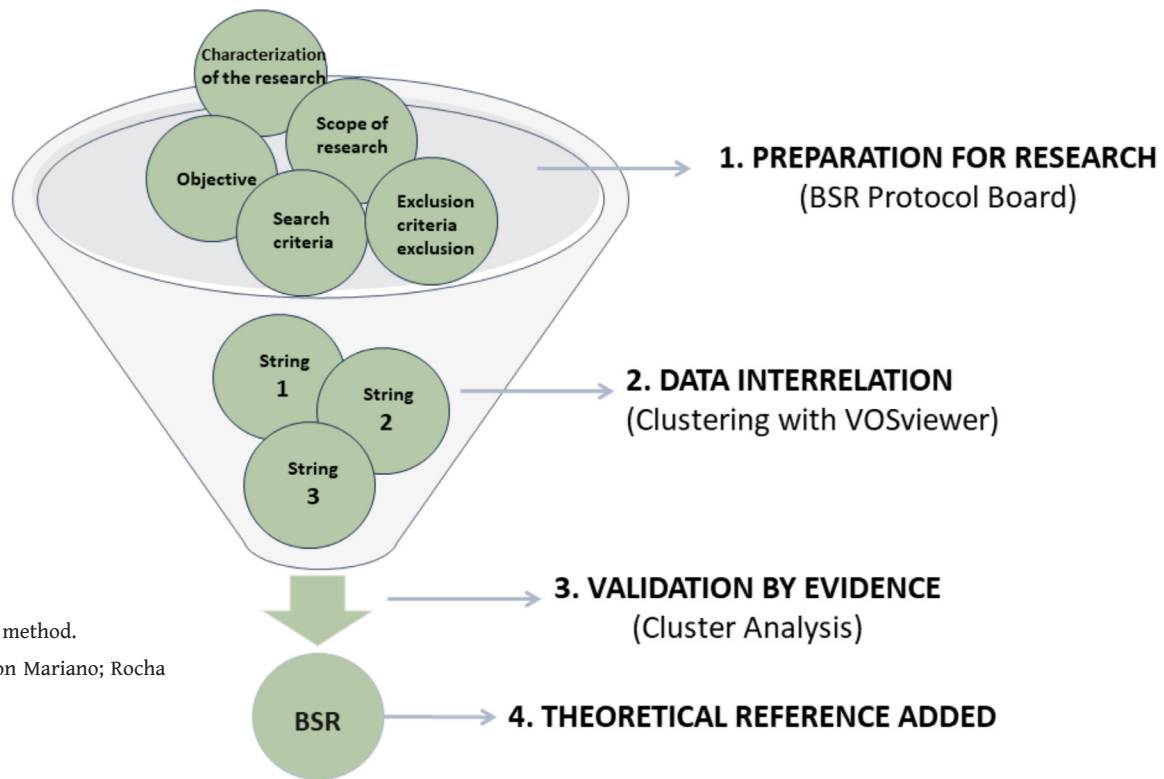 Characterization
of the research
Scope of
research
Objective
Search
criteria
Exclusion
criteria
exclusion
1. PREPARATION FOR RESEARCH
(BSR Protocol Board)
String
1
String
2
String
3
2. DATA INTERRELATION
(Clustering with VOSviewer)
3. VALIDATION BY EVIDENCE
(Cluster Analysis)
method.
on Mariano; Rocha
BSR
4. THEORETICAL REFERENCE ADDED